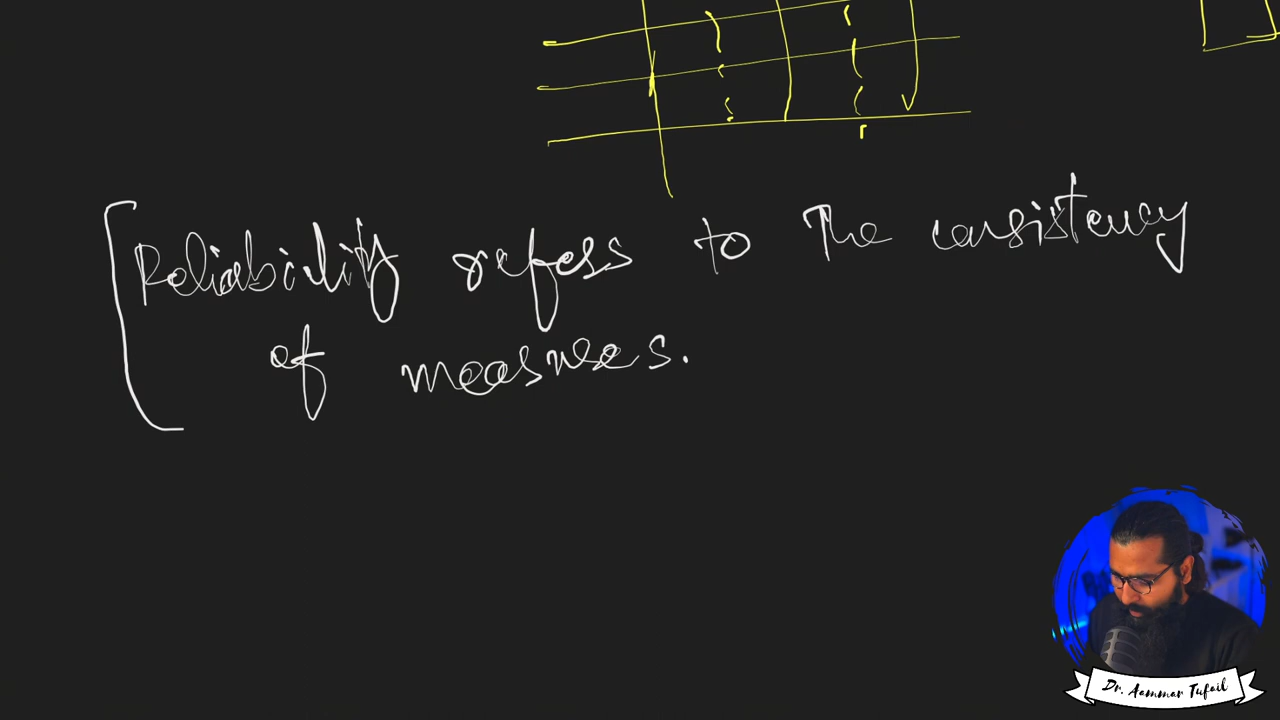 Reliability refers to the consistency
of measures.
Dr. Aammar Tufail